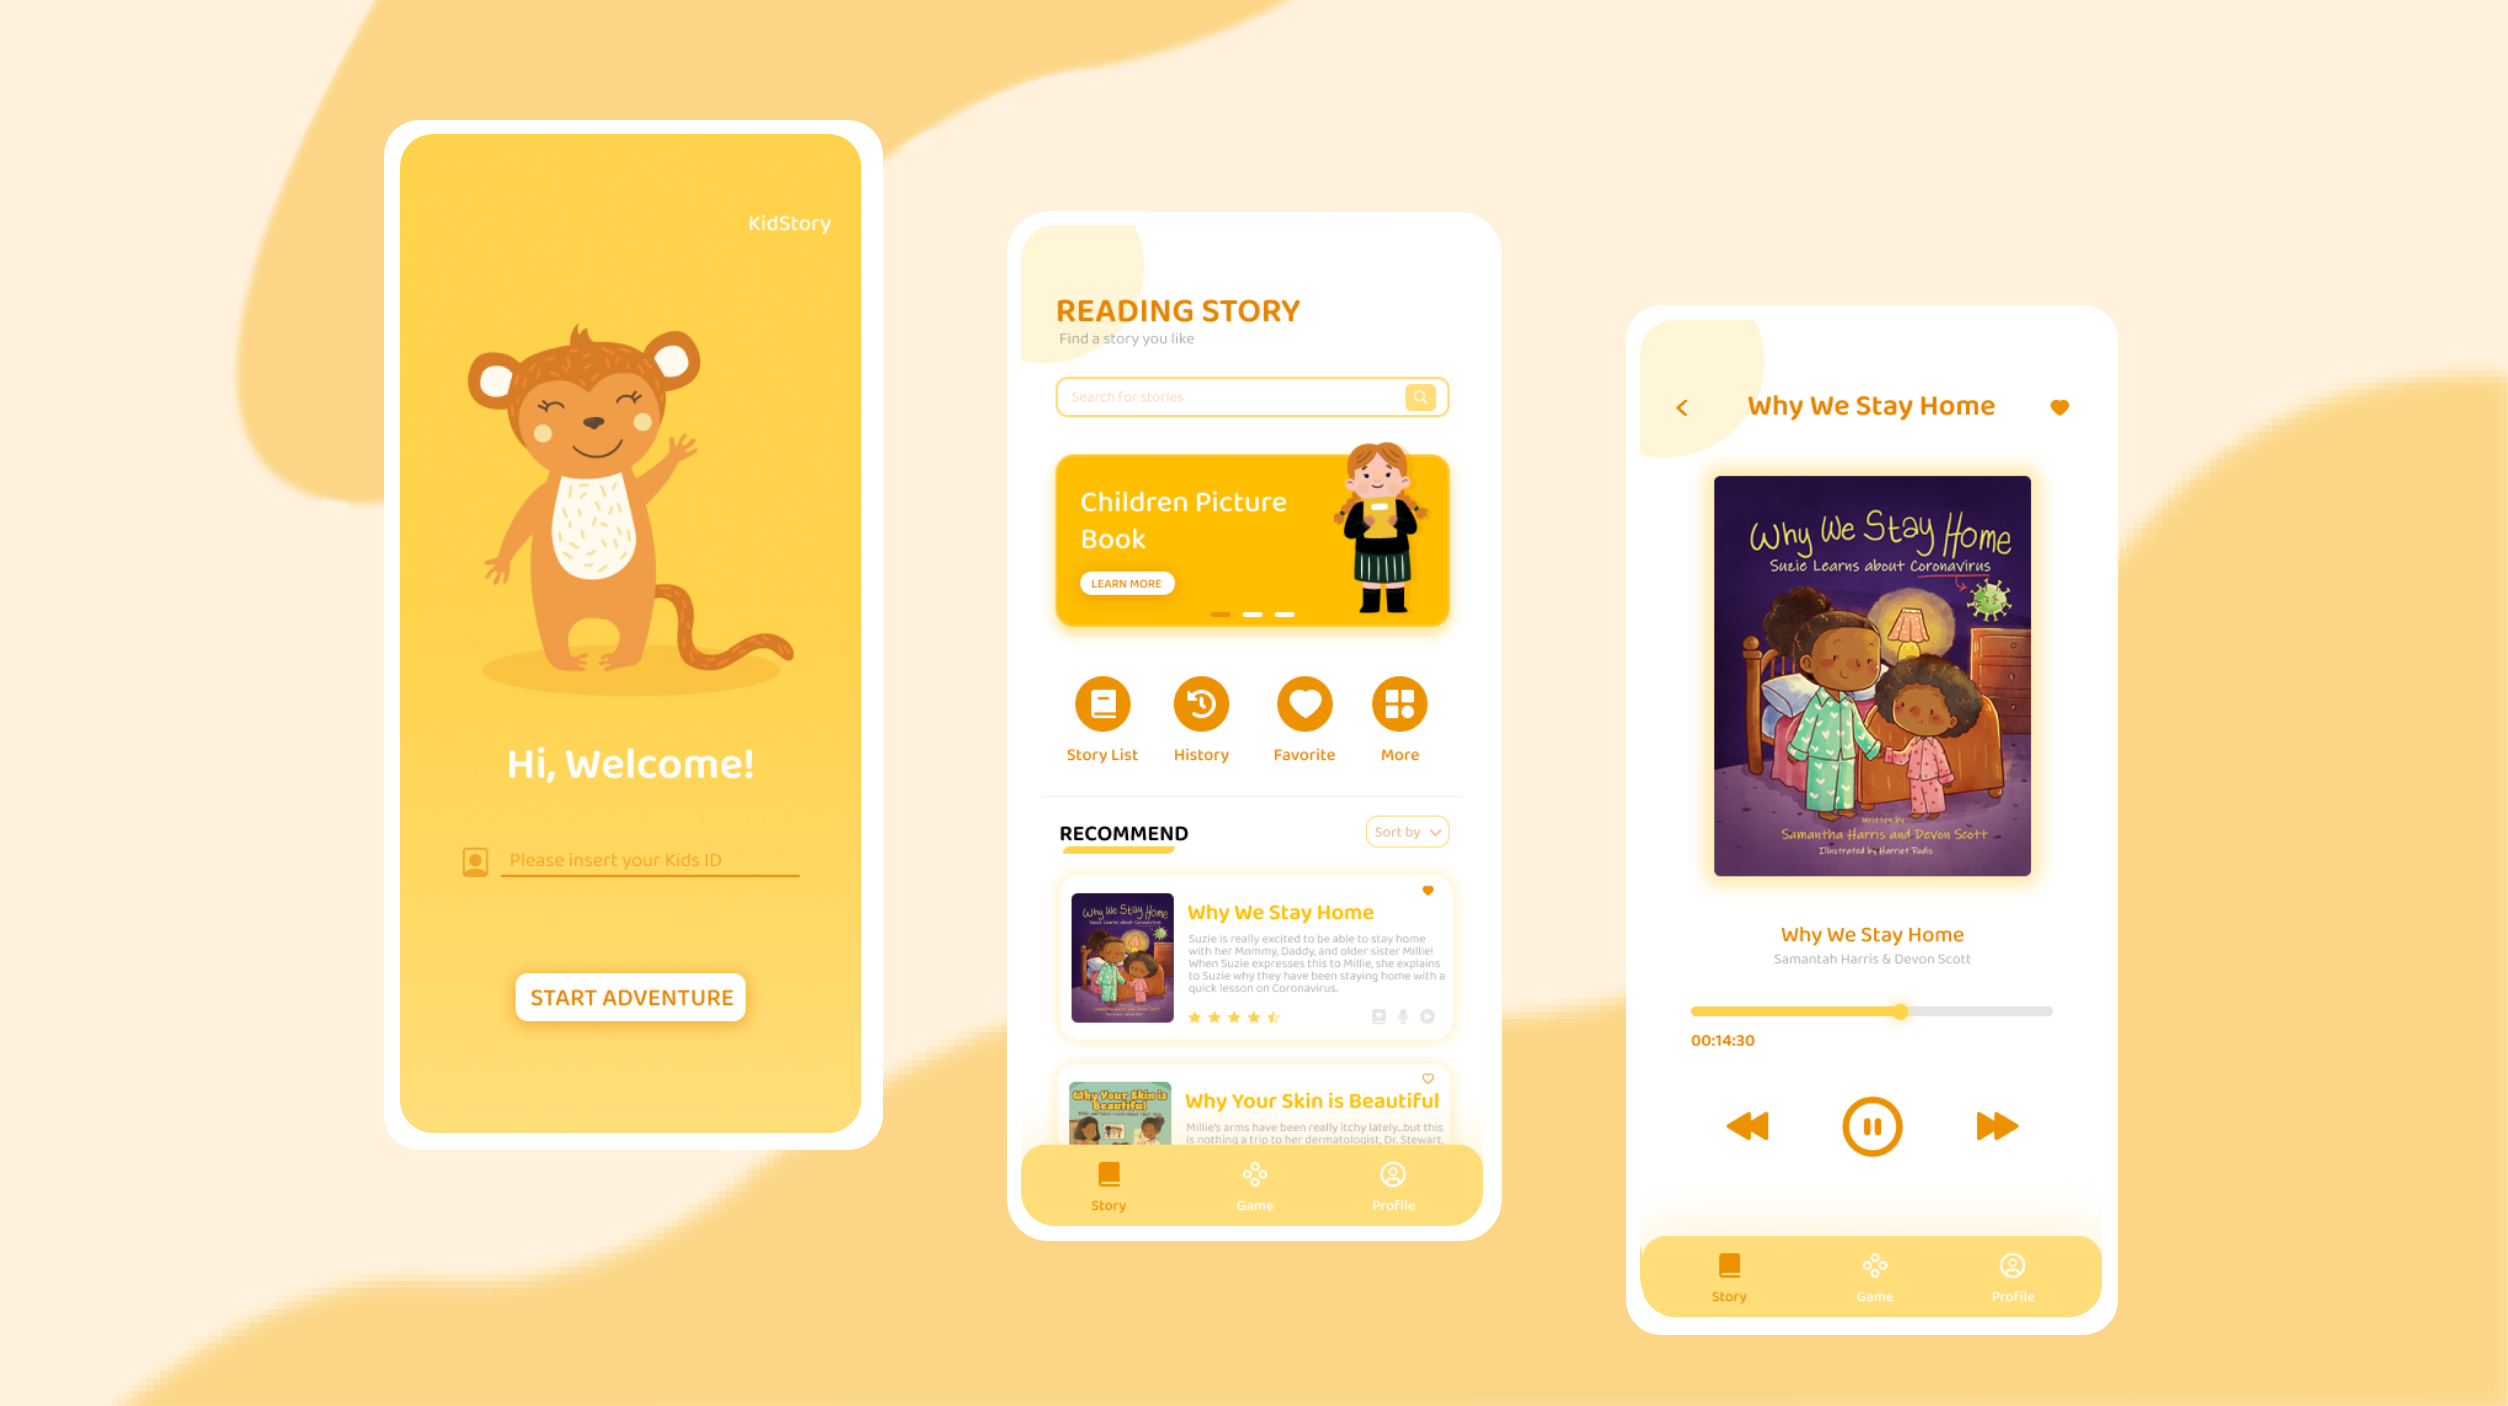 KidStory
Hi, Welcome!
Please insert your Kids ID
START ADVENTURE
READING STORY
Find a story you like
Search for stories
Children Picture
Book
LEARN MORE
Story List
History
Favorite
More
RECOMMEND
Sort by
Why We Stay Home
Suzie Learns about Coronavirus
Why We Stay Home
Suzie is really excited to be able to stay home
with her Mommy, Daddy, and older sister Millie!
When Suzie expresses this to Millie, she explains
to Suzie why they have been staying home with a
quick lesson on Coronavirus.
Why Your Skin is
Beautiful
Why Your Skin is Beautiful
Millie's arms have been really itchy lately...but this
is nothing a trip to her dermatologist, Dr. Stewart,
Story
Game
Profile
Why We Stay Home
Why We Stay Home
Suzie Learns about Coronavirus
written by
Samantha Harris and Devon Scott
Illustrated by Harriet Rodis
Why We Stay Home
Samantah Harris & Devon Scott
00:14:30
Story
Game
Profile